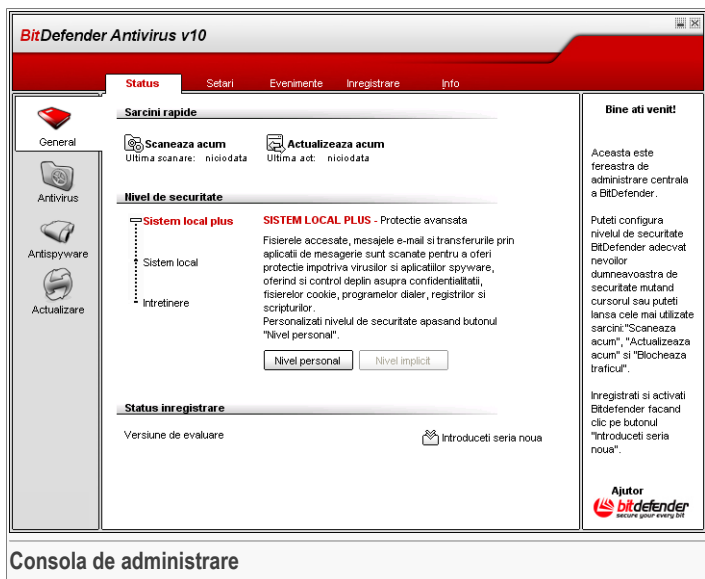 BitDefender Antivirus v10
Status Setari Evenimente Inregistrare Info
General
Antivirus
Antispyware
Actualizare
Sarcini rapide
Scaneaza acum
Ultima scanare: niciodata
Actualizeaza acum
Ultima act: niciodata
Nivel de securitate
Sistem local plus
Sistem local
Intretinere
SISTEM LOCAL PLUS - Protectie avansata
Fisierele accesate, mesajele e-mail si transferurile prin
aplicatii de mesagerie sunt scanate pentru a oferi
protectie impotriva virusilor si aplicatiilor spyware,
oferind si control deplin asupra confidentialitatii,
fisierelor cookie, programelor dialer, registrilor si
scripturilor.
Personalizati nivelul de securitate apasand butonul
"Nivel personal".
Nivel personal Nivel implicit
Status inregistrare
Versiune de evaluare
Introduceti seria noua
Bine ati venit!
Aceasta este
fereastra de
administrare centrala
a BitDefender.
Puteti configura
nivelul de securitate
BitDefender adecvat
nevoilor
dumneavoastra de
securitate mutand
cursorul sau puteti
lansa cele mai utilizate
sarcini:"Scaneaza
acum", "Actualizeaza
acum" si "Blocheaza
traficul".
Inregistrati si activati
Bitdefender facand
clic pe butonul
"Introduceti seria
noua".
Ajutor
bitdefender
secure your every bit
Consola de administrare